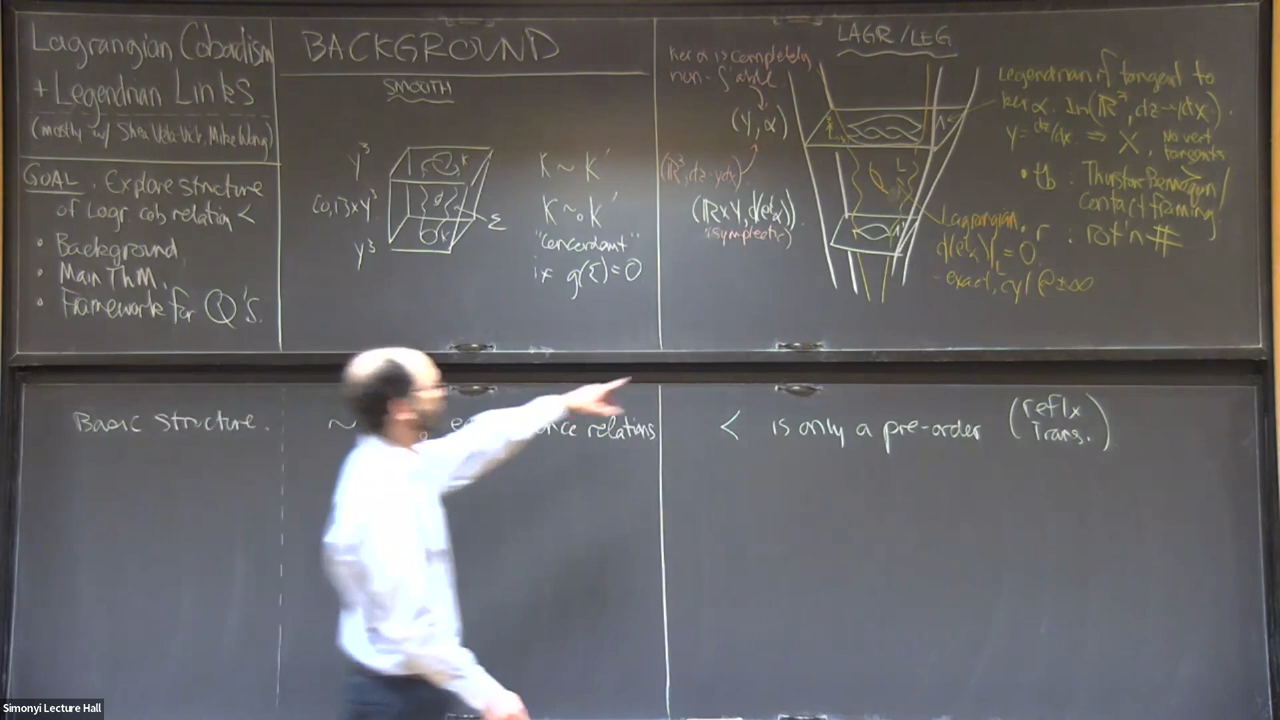 Lagrangian Cobordism
+ Legendrian Links
(mostly w/ Shea Vela-Vick, Mike Wong)
GOAL. Explore structure
of Lagr. cob relation <
• Background
• Main Thm.
• Framework for Q's.
BACKGROUND
SMOOTH
Y³
[0,1]×Y³
Y³
K
Σ
K'
K ~ K'
K ~₀ K'
"concordant"
if g(Σ)=0
LAGR/LEG
ker α is completely
non-∫'able
(Y, α)
(ℝ³, dz-ydx)
(ℝ×Y, d(eᵗα))
symplectic
L
Lagrangian
d(eᵗα)|_L = 0
- exact, cyl @ ±∞
Legendrian if tangent to
ker α. In (ℝ³, dz-ydx).
y = dz/dx ⇒ X, No vert
tangents
• tb : Thurston Bennequin/
contact framing
r : rot'n #
Basic structure.
~
relations
< is only a pre-order (reflx
trans.)
Simonyi Lecture Hall